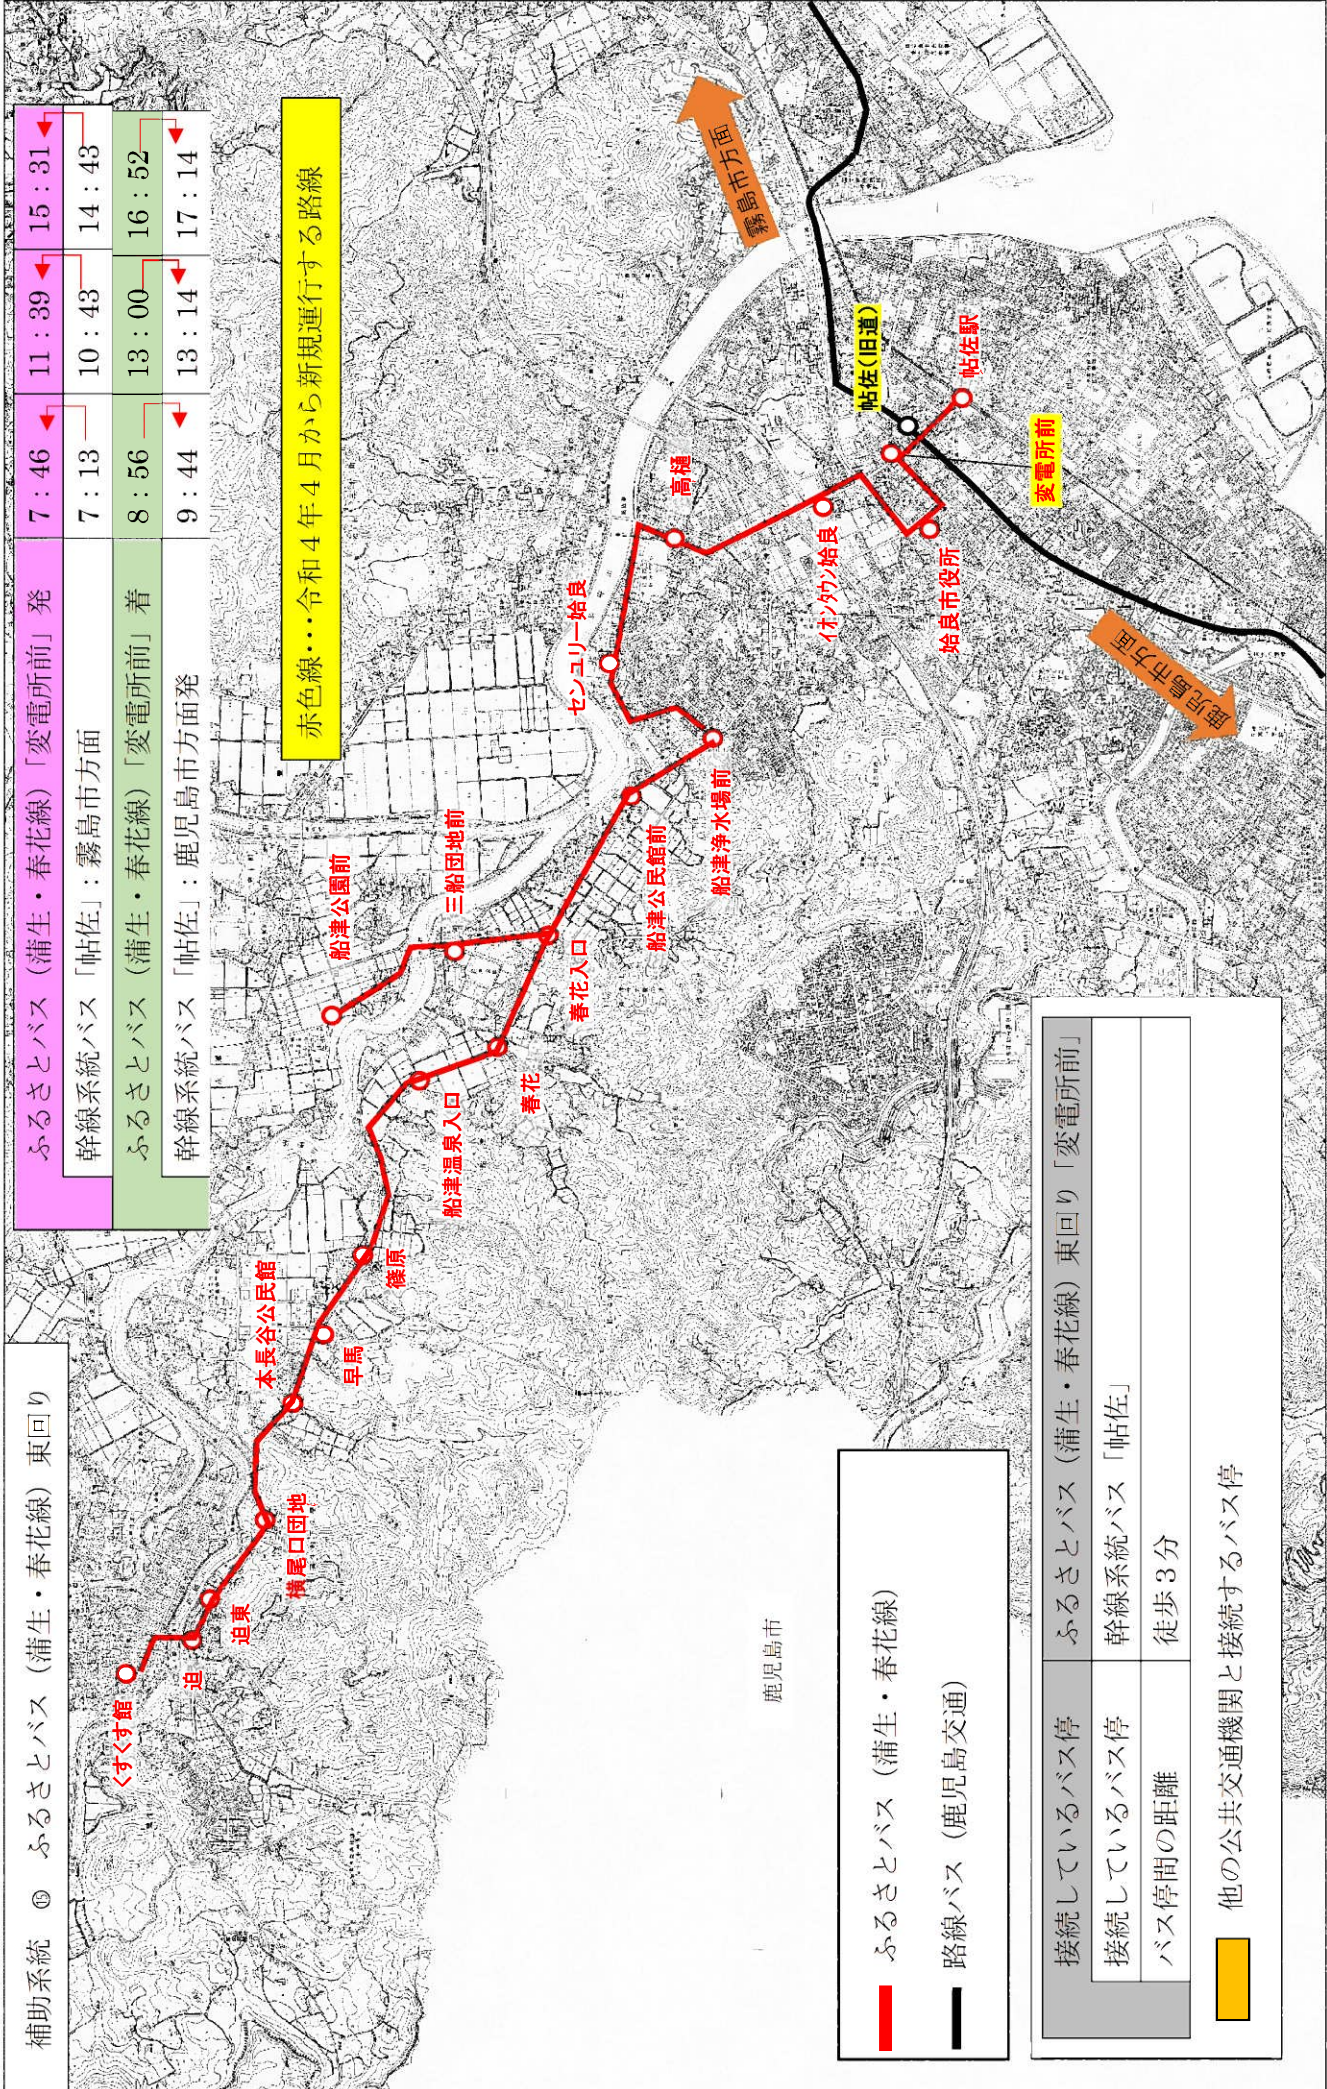 補助系統 ⑮ ふるさとバス（蒲生・春花線）東回り
ふるさとバス（蒲生・春花線）「変電所前」発 7：46 11：39 15：31
幹線系統バス「帖佐」：霧島市方面 7：13 10：43 14：43
ふるさとバス（蒲生・春花線）「変電所前」着 8：56 13：00 16：52
幹線系統バス「帖佐」：鹿児島市方面発 9：44 13：14 17：14
赤色線・・・令和４年４月から新規運行する路線
くすくす館
迫
迫東
横尾口団地
本長谷公民館
早馬
篠原
船津温泉入口
春花
春花入口
三船団地前
船津公園前
船津公民館前
船津浄水場前
センユリー姶良
高樋
イオンタウン姶良
姶良市役所
変電所前
帖佐（旧道）
帖佐駅
霧島市方面
鹿児島市方面
鹿児島市
ふるさとバス（蒲生・春花線）
路線バス（鹿児島交通）
接続しているバス停 ふるさとバス（蒲生・春花線）東回り「変電所前」
接続しているバス停 幹線系統バス「帖佐」
バス停間の距離 徒歩３分
他の公共交通機関と接続するバス停